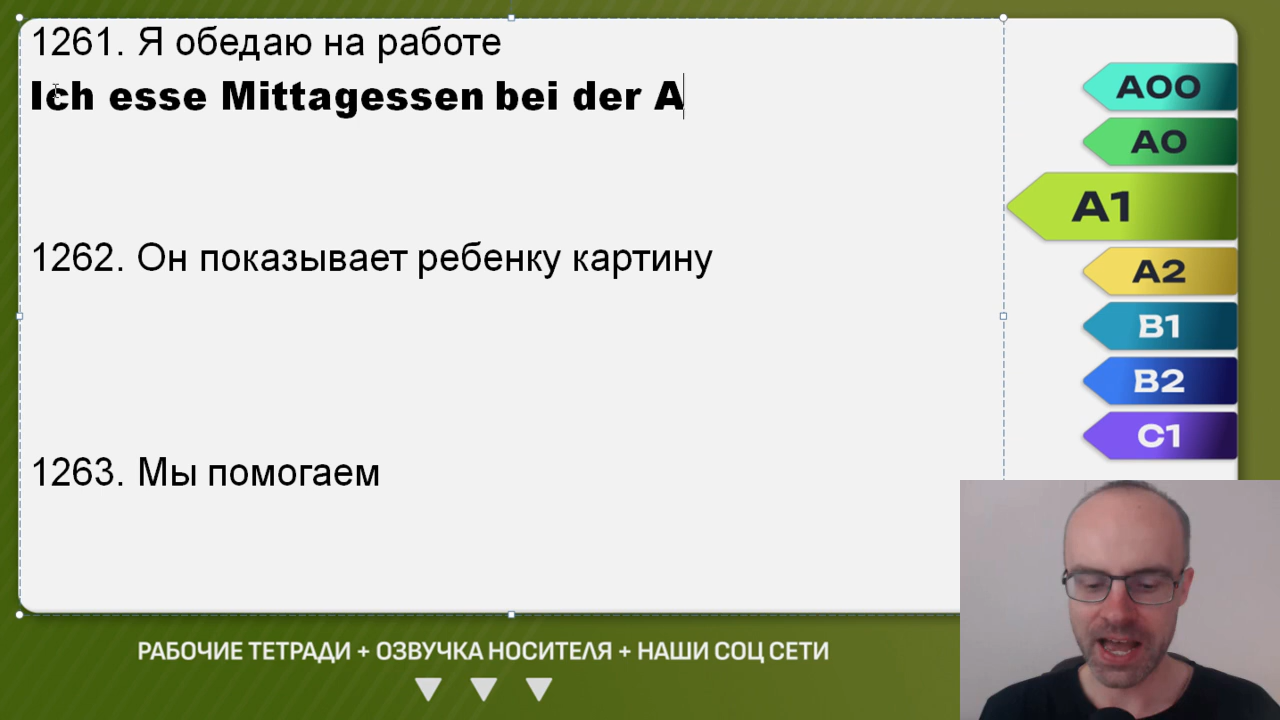 1261. Я обедаю на работе
Ich esse Mittagessen bei der A
1262. Он показывает ребенку картину
1263. Мы помогаем
A00
A0
A1
A2
B1
B2
C1
РАБОЧИЕ ТЕТРАДИ + ОЗВУЧКА НОСИТЕЛЯ + НАШИ СОЦ СЕТИ